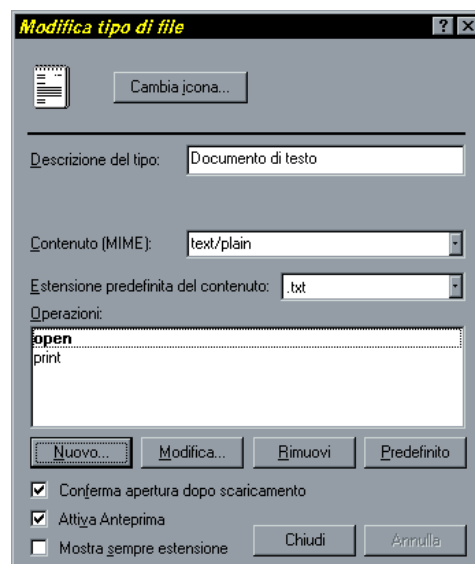 Modifica tipo di file
Cambia icona...
Descrizione del tipo: Documento di testo
Contenuto (MIME): text/plain
Estensione predefinita del contenuto: .txt
Operazioni:
open
print
Nuovo... Modifica... Rimuovi Predefinito
Conferma apertura dopo scaricamento
Attiva Anteprima
Mostra sempre estensione
Chiudi Annulla